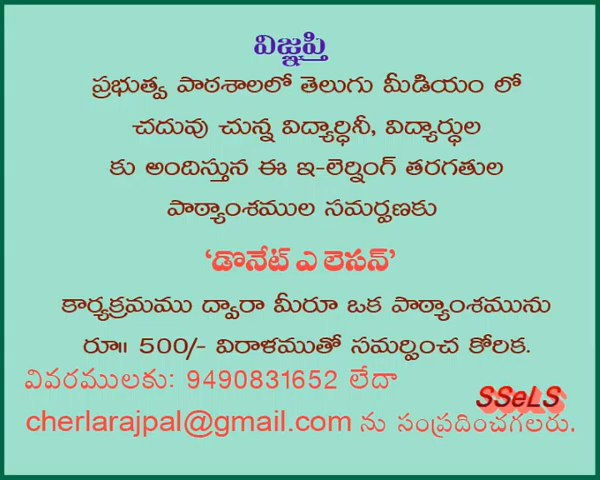 విజ్ఞప్తి
ప్రభుత్వ పాఠశాలలో తెలుగు మీడియం లో
చదువు చున్న విద్యార్ధినీ, విద్యార్ధుల
కు అందిస్తున ఈ ఇ-లెర్నింగ్ తరగతుల
పాఠ్యాంశముల సమర్పణకు
‘డొనేట్ ఎ లెసన్’
కార్యక్రమము ద్వారా మీరూ ఒక పాఠ్యాంశమును
రూ॥ 500/- విరాళముతో సమర్పించ కోరిక.
వివరములకు: 9490831652 లేదా
SSeLS
cherlarajpal@gmail.com ను సంప్రదించగలరు.